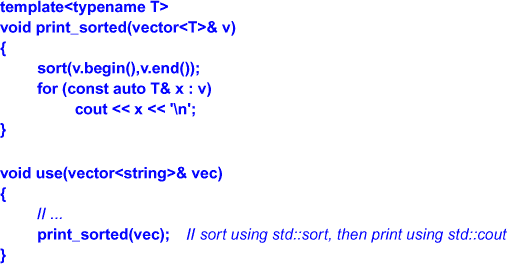 template<typename T>
void print_sorted(vector<T>& v)
{
sort(v.begin(),v.end());
for (const auto T& x : v)
cout << x << '\n';
}
void use(vector<string>& vec)
{
// ...
print_sorted(vec); // sort using std::sort, then print using std::cout
}